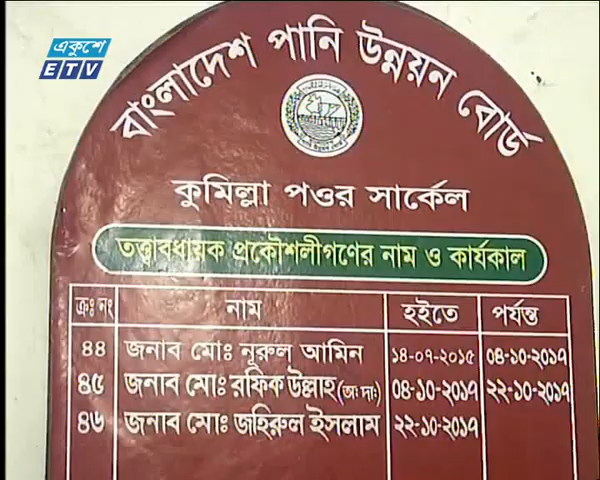 একুশে
ETV
বাংলাদেশ পানি উন্নয়ন বোর্ড
কুমিল্লা পওর সার্কেল
তত্ত্বাবধায়ক প্রকৌশলীগণের নাম ও কার্যকাল
ক্রঃ নং নাম হইতে পর্যন্ত
৪৪ জনাব মোঃ নূরুল আমিন ১৪-০৭-২০১৫ ০৪-১০-২০১৭
৪৫ জনাব মোঃ রফিক উল্লাহ (অঃ দাঃ) ০৪-১০-২০১৭ ২২-১০-২০১৭
৪৬ জনাব মোঃ জহিরুল ইসলাম ২২-১০-২০১৭